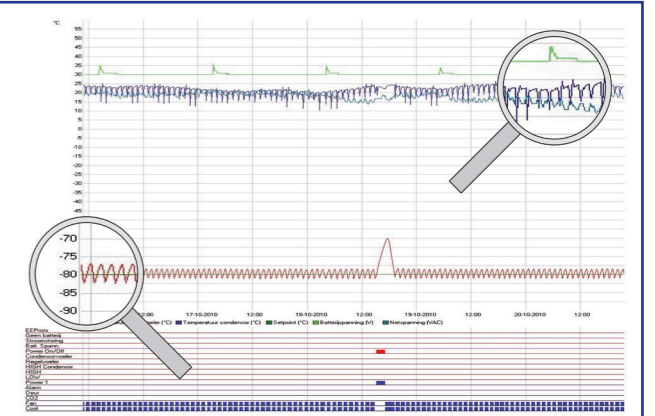 °C
55
50
45
40
35
30
25
20
15
10
5
0
-5
-10
-15
-20
-25
-30
-35
-40
-45
-70
-75
-80
-85
-90
12:00 17-10-2010 12:00 18-10-2010 12:00 19-10-2010 12:00 20-10-2010 12:00
Temperatuur condensor (°C) Setpoint (°C) Batterijspanning (V) Netspanning (VAC)
EEProm
Geen batterij
Stroomstoring
Batt. Spann.
Power On/Off
Condensorvoeler
Regelvoeler
HIGH Condensor
HIGH
LOW
Power 1
Alarm
Deur
CO2
Fan
Cool